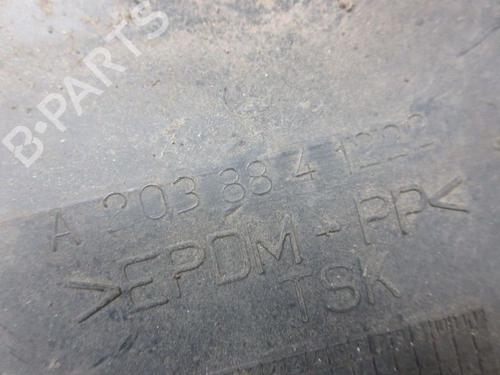 B-PARTS
A 203 88 4 1222
>EPDM+PP<
TSK